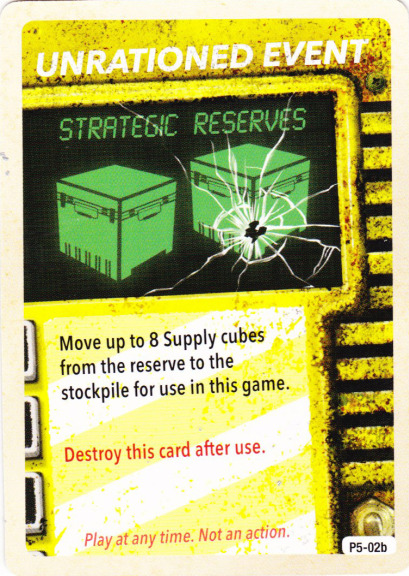 UNRATIONED EVENT
STRATEGIC RESERVES
Move up to 8 Supply cubes
from the reserve to the
stockpile for use in this game.
Destroy this card after use.
Play at any time. Not an action.
P5-02b